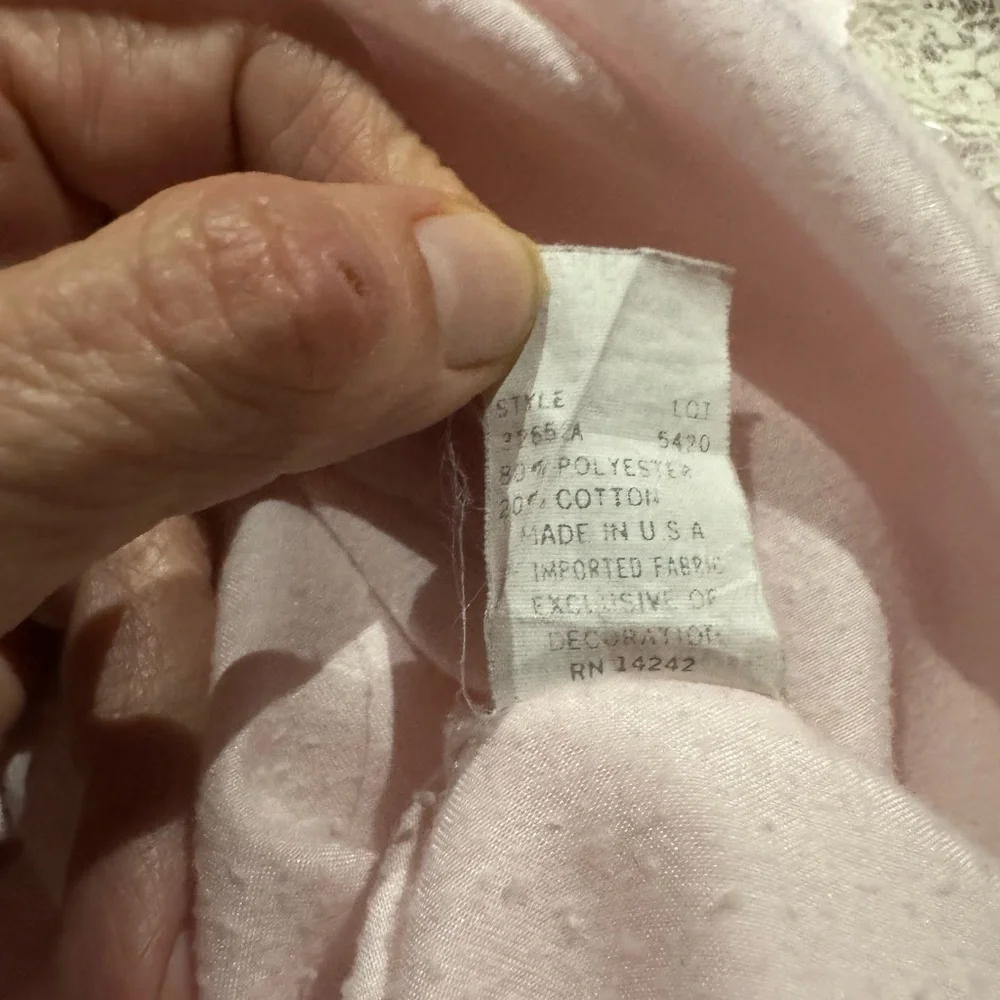 STYLE LOT
5420
80% POLYESTER
20% COTTON
MADE IN U S A
IMPORTED FABRIC
EXCLUSIVE OF
DECORATION
RN 14242